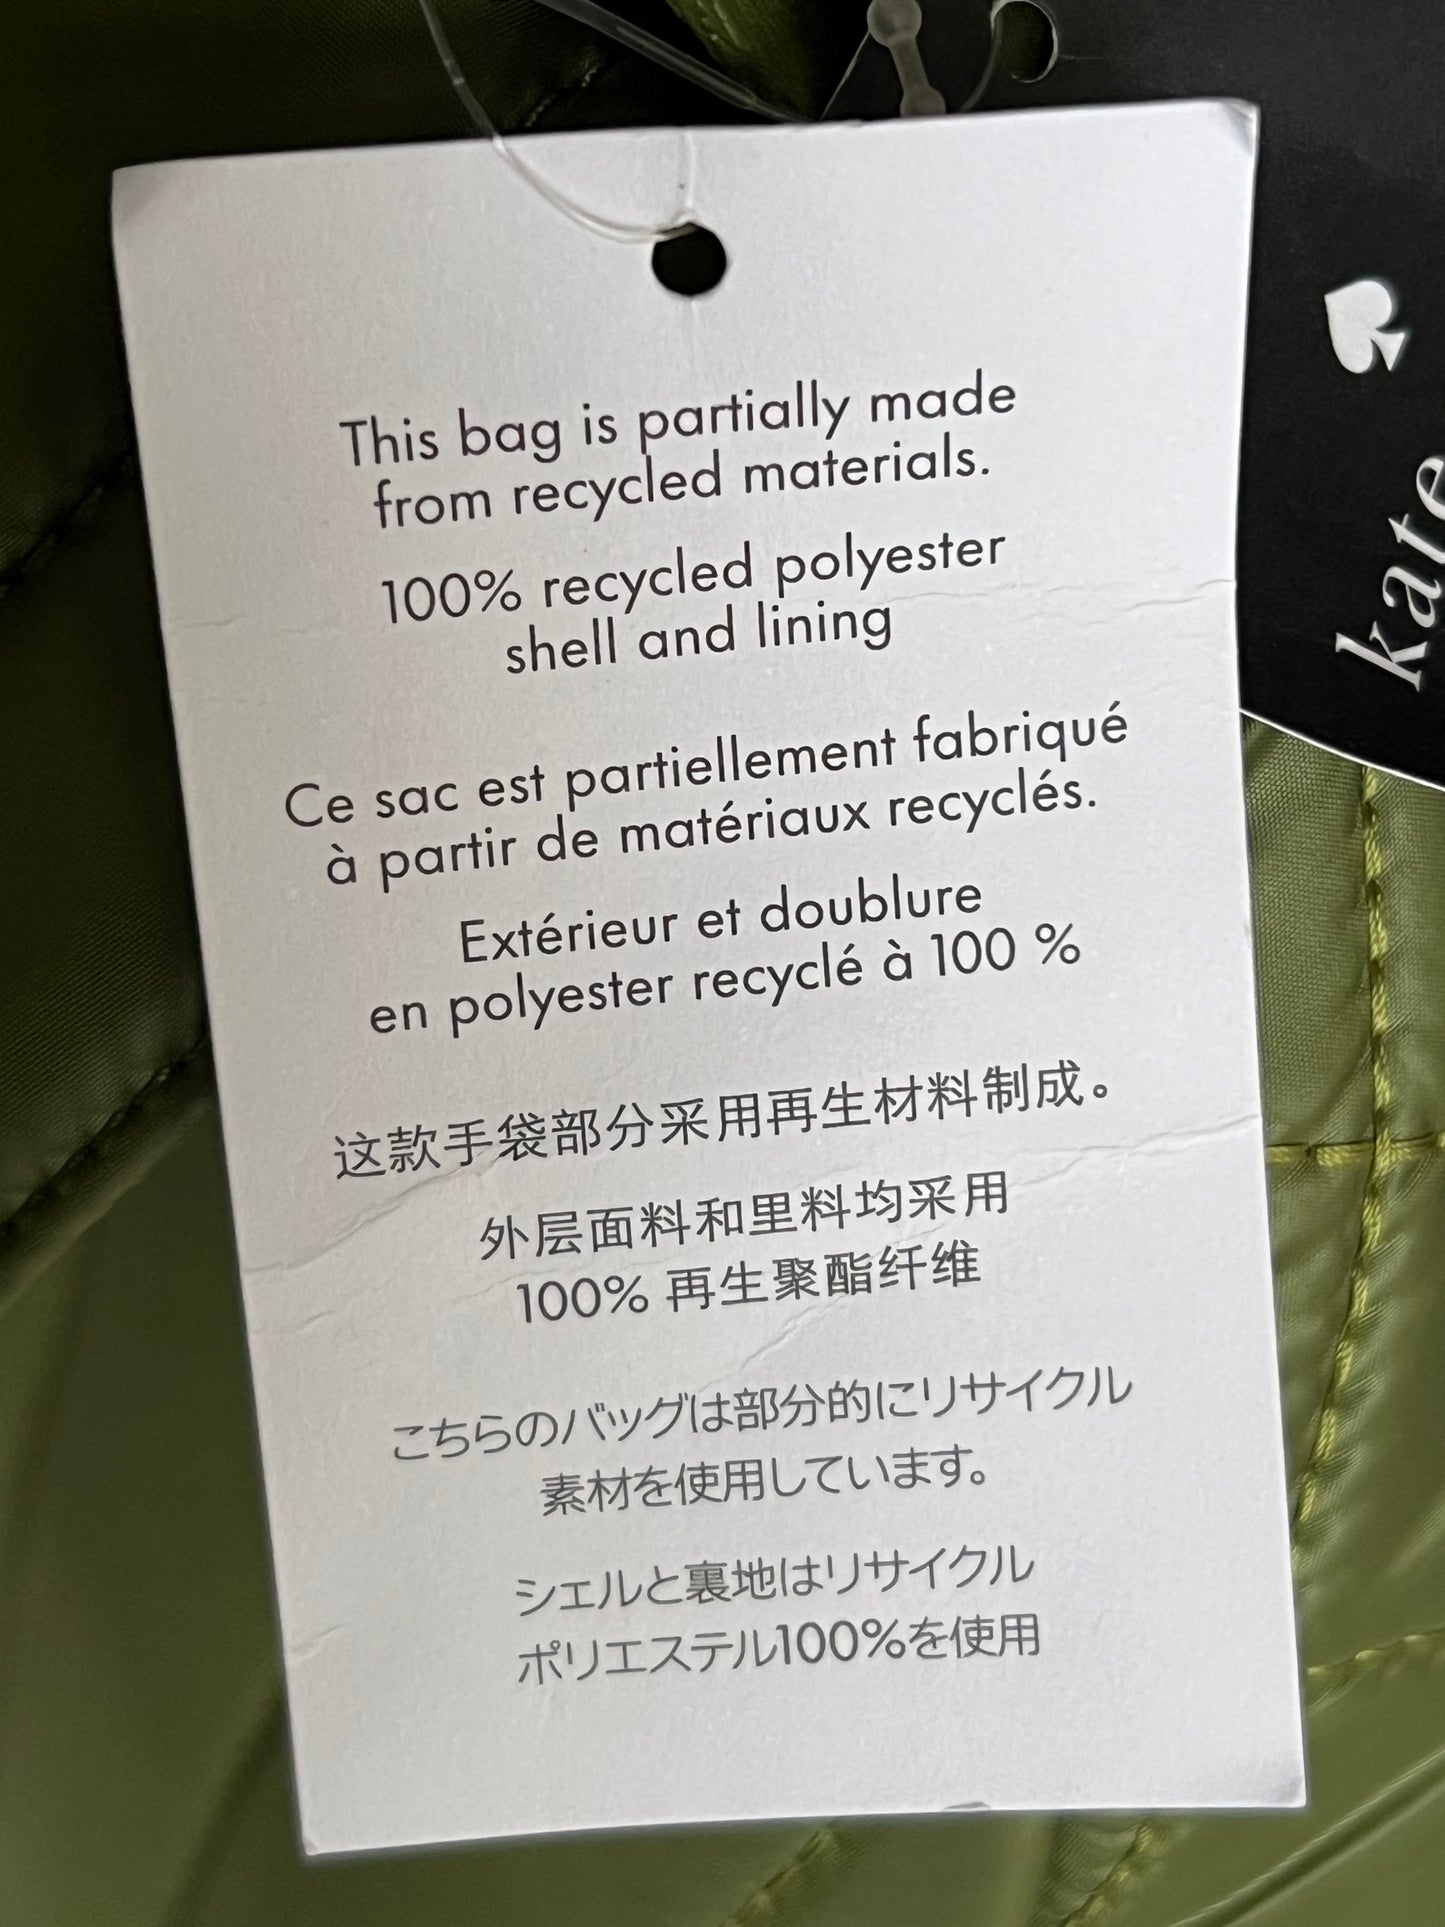 This bag is partially made
from recycled materials.
100% recycled polyester
shell and lining
Ce sac est partiellement fabriqué
à partir de matériaux recyclés.
Extérieur et doublure
en polyester recyclé à 100 %
这款手袋部分采用再生材料制成。
外层面料和里料均采用
100% 再生聚酯纤维
こちらのバッグは部分的にリサイクル
素材を使用しています。
シェルと裏地はリサイクル
ポリエステル100%を使用
kate